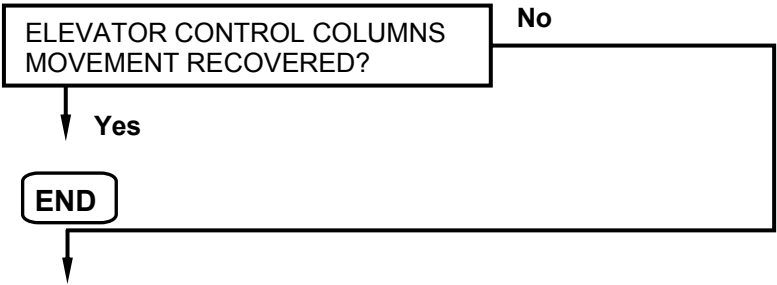 No
ELEVATOR CONTROL COLUMNS
MOVEMENT RECOVERED?
Yes
END